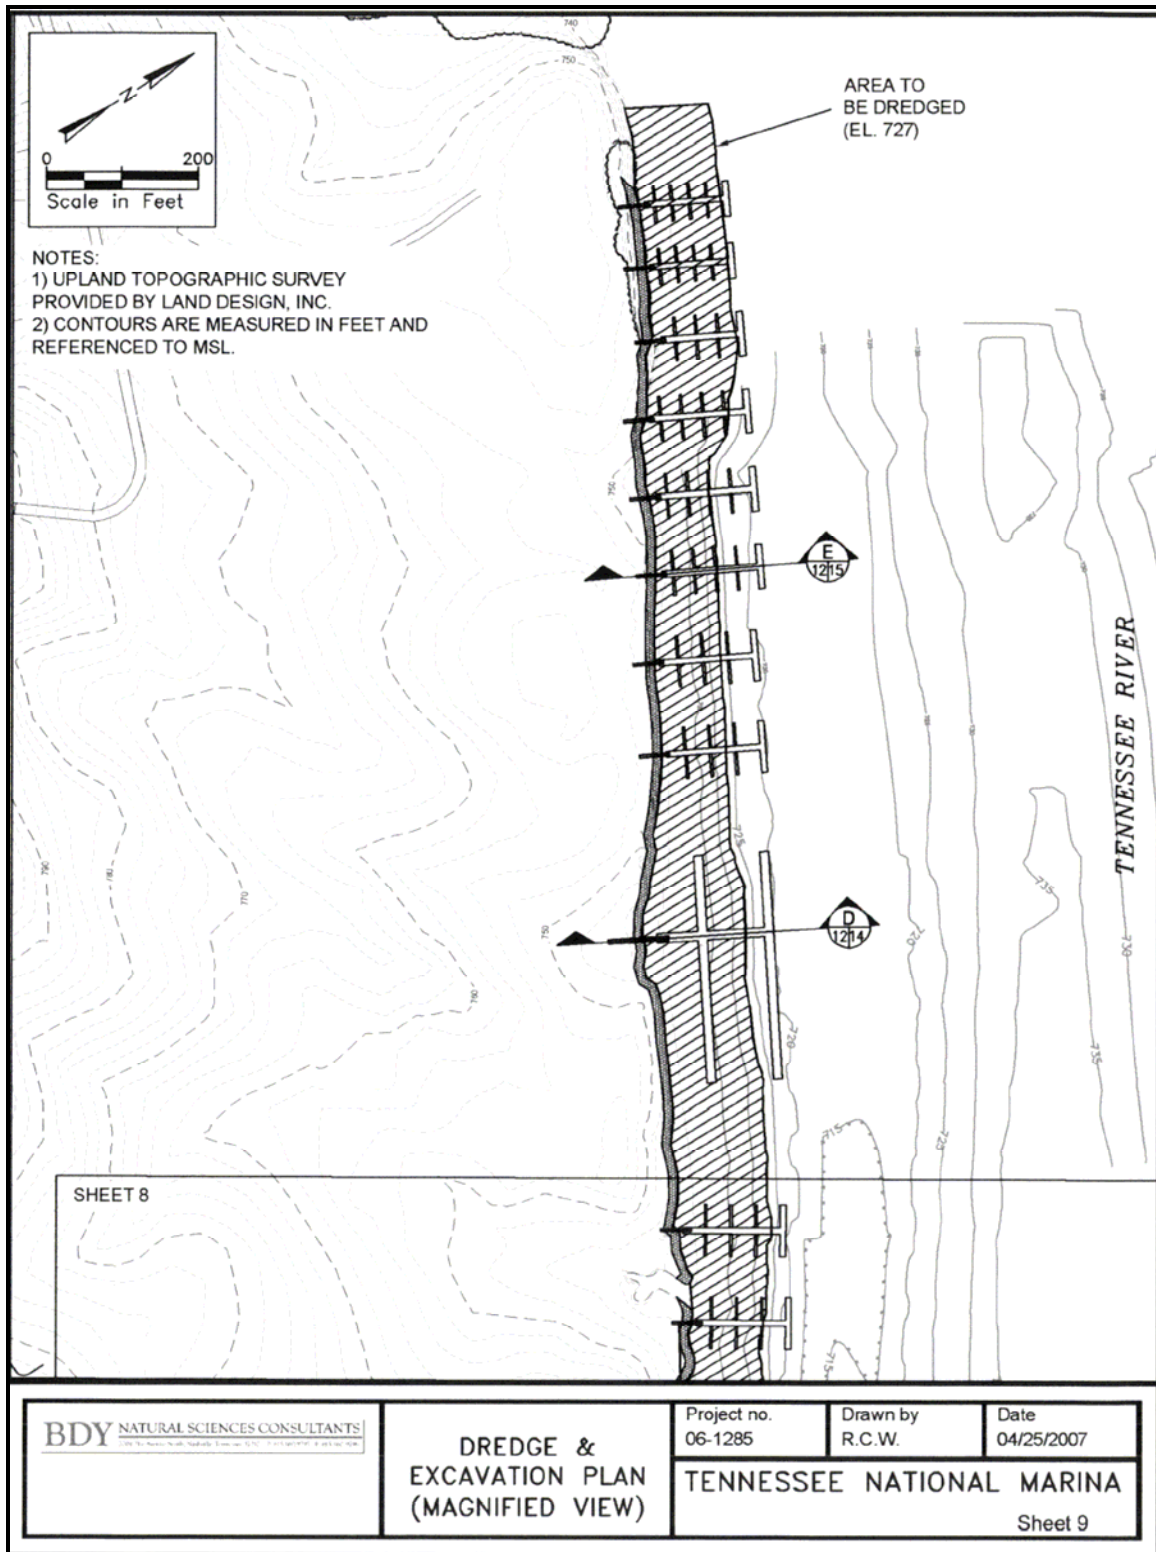 740
750
N
0 200
Scale in Feet
AREA TO
BE DREDGED
(EL. 727)
NOTES:
1) UPLAND TOPOGRAPHIC SURVEY
PROVIDED BY LAND DESIGN, INC.
2) CONTOURS ARE MEASURED IN FEET AND
REFERENCED TO MSL.
750
E
12 15
TENNESSEE RIVER
725
790
780
770
735
750
D
12 14
720
730
760
720
735
715
725
SHEET 8
715
BDY NATURAL SCIENCES CONSULTANTS
DREDGE &
EXCAVATION PLAN
(MAGNIFIED VIEW)
Project no.
06-1285
Drawn by
R.C.W.
Date
04/25/2007
TENNESSEE NATIONAL MARINA
Sheet 9